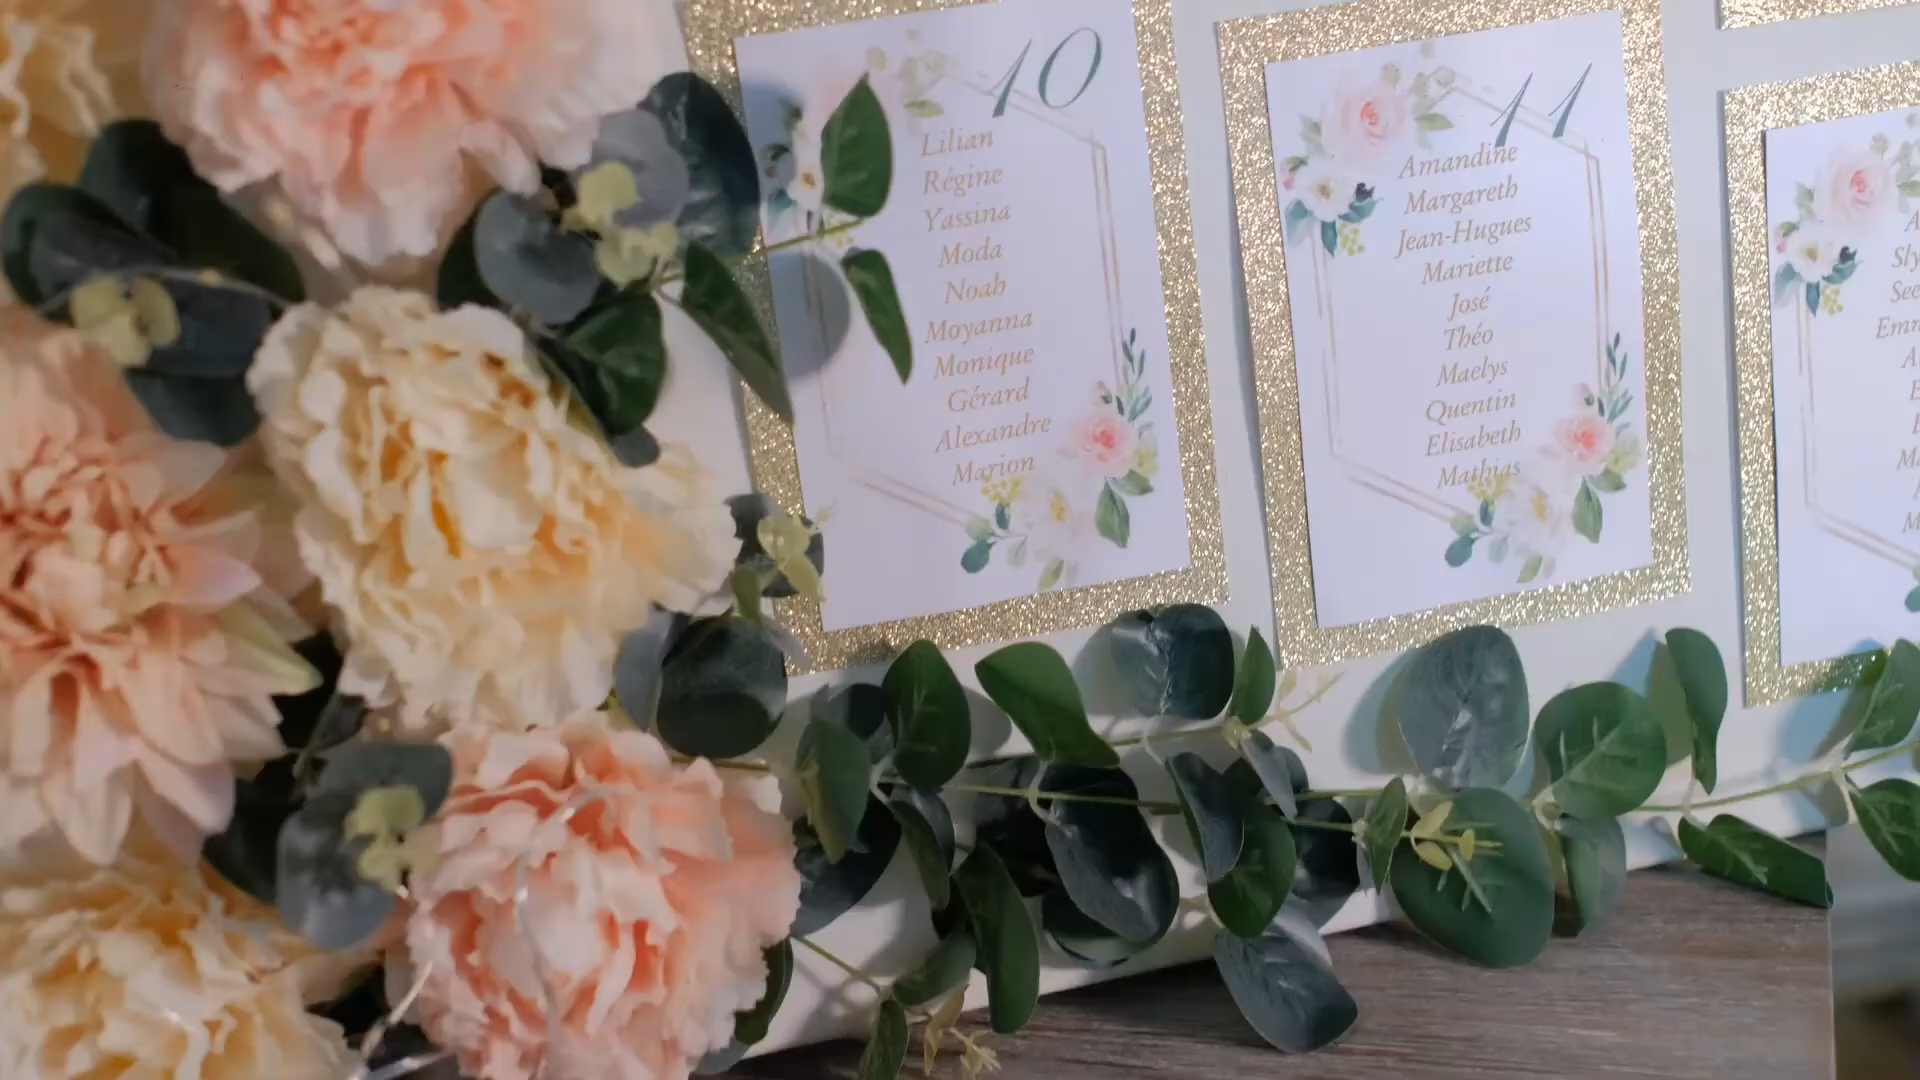 10
Lilian
Régine
Yassina
Moda
Noah
Moyanna
Monique
Gérard
Alexandre
Marion
11
Amandine
Margareth
Jean-Hugues
Mariette
José
Théo
Maelys
Quentin
Elisabeth
Mathias